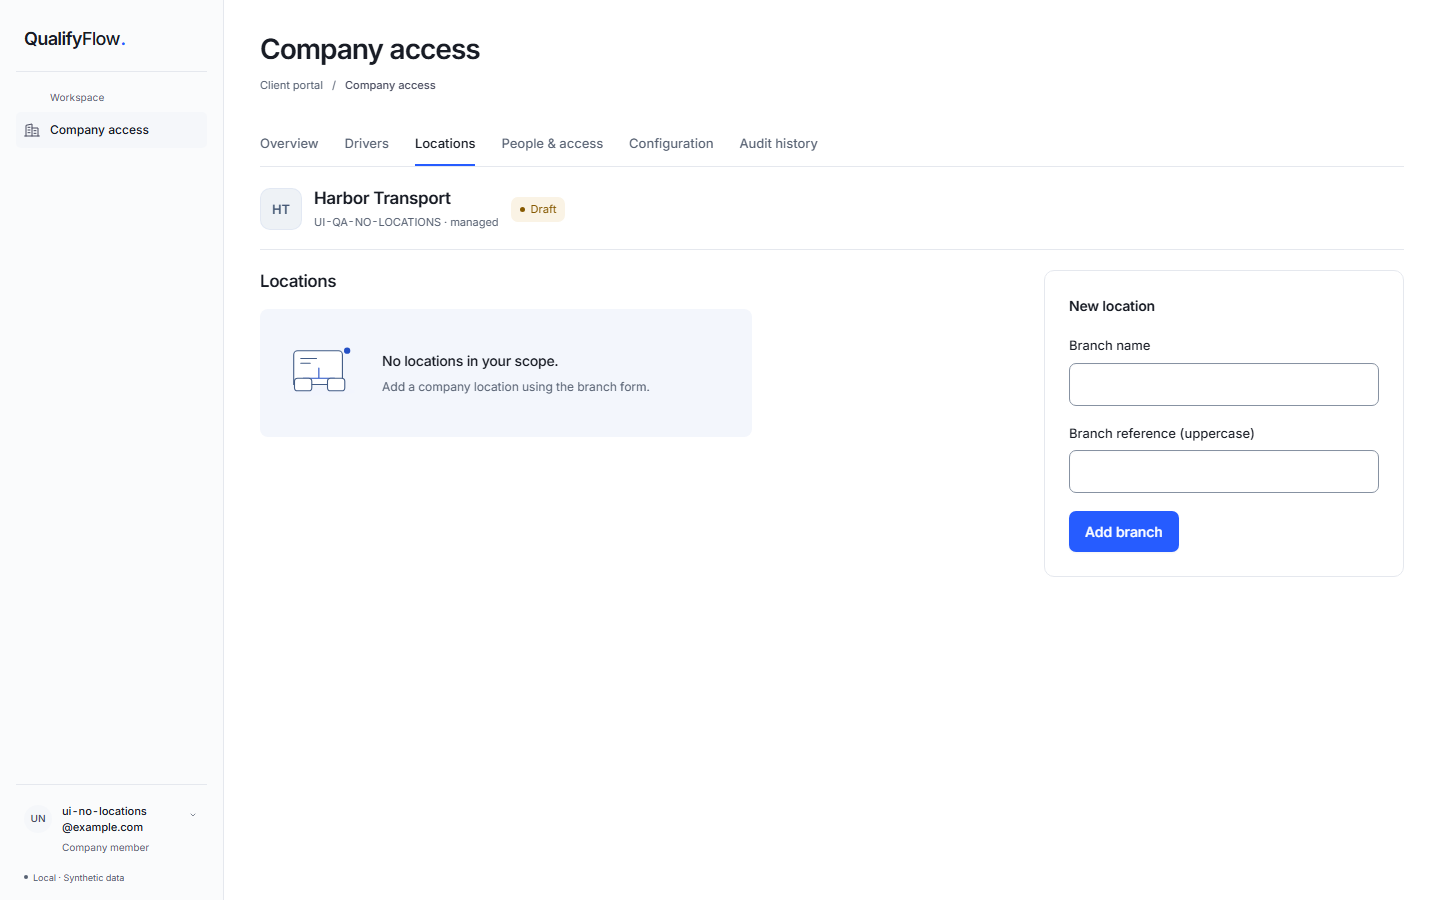 QualifyFlow.
Workspace
Company access
Company access
Client portal / Company access
Overview Drivers Locations People & access Configuration Audit history
HT
Harbor Transport
UI-QA-NO-LOCATIONS · managed
Draft
Locations
No locations in your scope.
Add a company location using the branch form.
New location
Branch name
Branch reference (uppercase)
Add branch
UN
ui-no-locations
@example.com
Company member
Local · Synthetic data